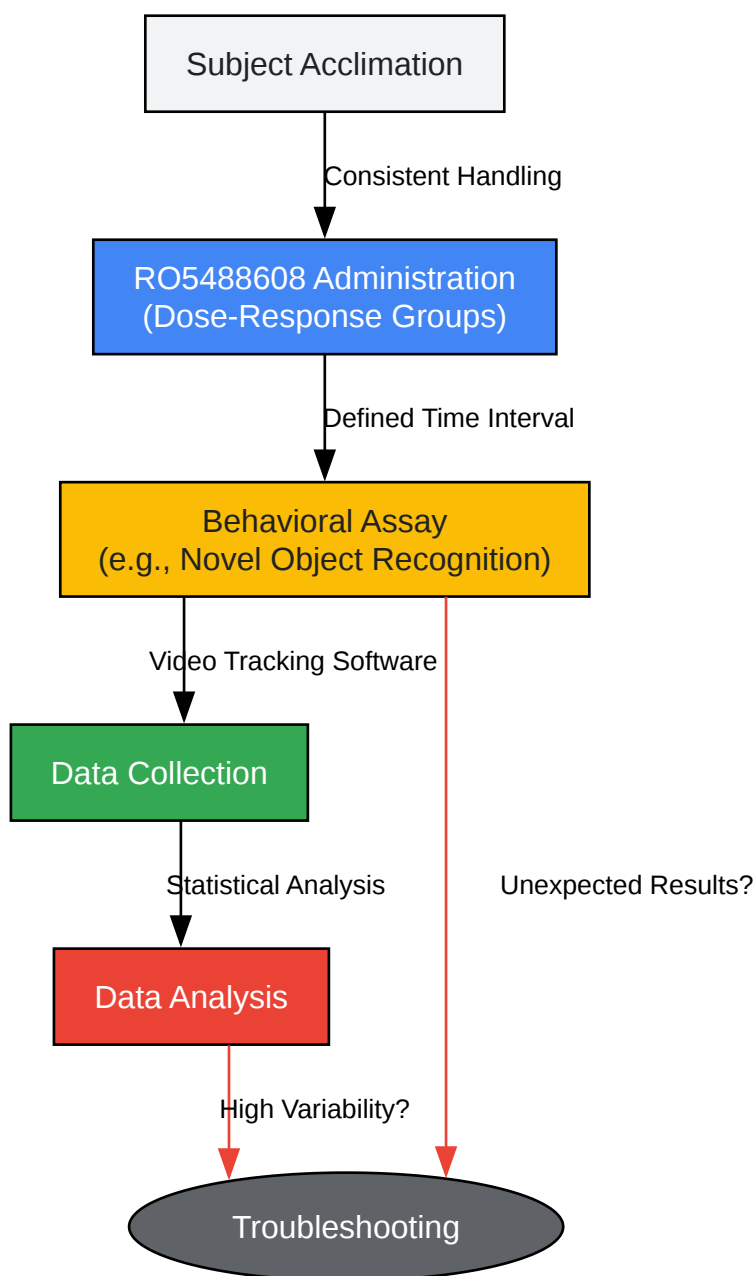 Subject Acclimation
Consistent Handling
RO5488608 Administration
(Dose-Response Groups)
Defined Time Interval
Behavioral Assay
(e.g., Novel Object Recognition)
Video Tracking Software
Data Collection
Statistical Analysis
Unexpected Results?
Data Analysis
High Variability?
Troubleshooting